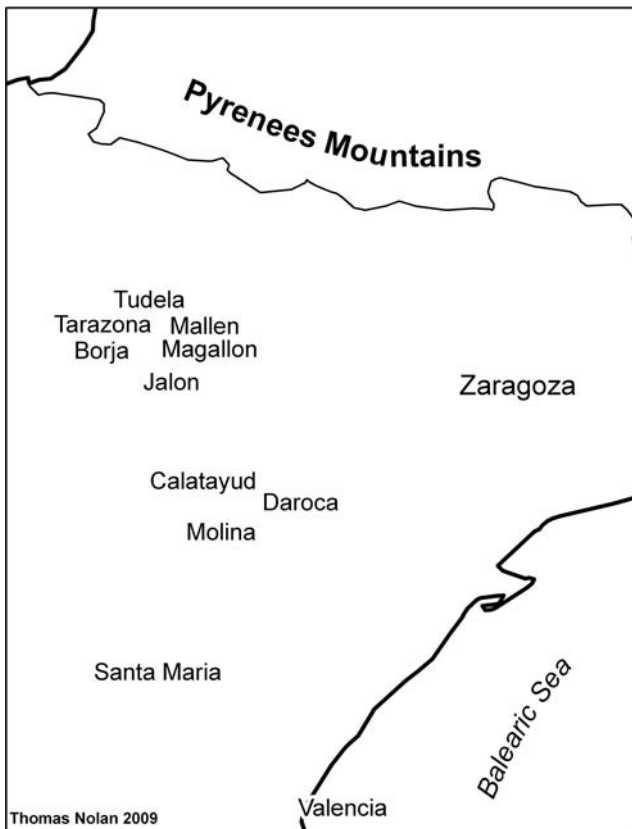 Pyrenees Mountains
Tudela
Tarazona
Mallen
Borja
Magallon
Jalon
Zaragoza
Calatayud
Daroca
Molina
Santa Maria
Balearic Sea
Valencia
Thomas Nolan 2009